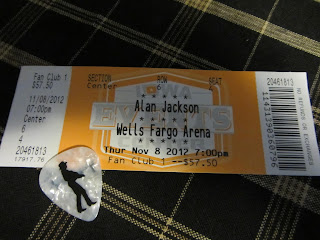 Fan Club 1
$57.50
11/08/2012
07:00pm
Center
6
4
20461813
SECTION ROW SEAT
Center 6
Alan Jackson
* * * * *
Wells Fargo Arena
* * * * *
Thur Nov 8 2012 7:00pm
Fan Club 1 --$57.50
20461813